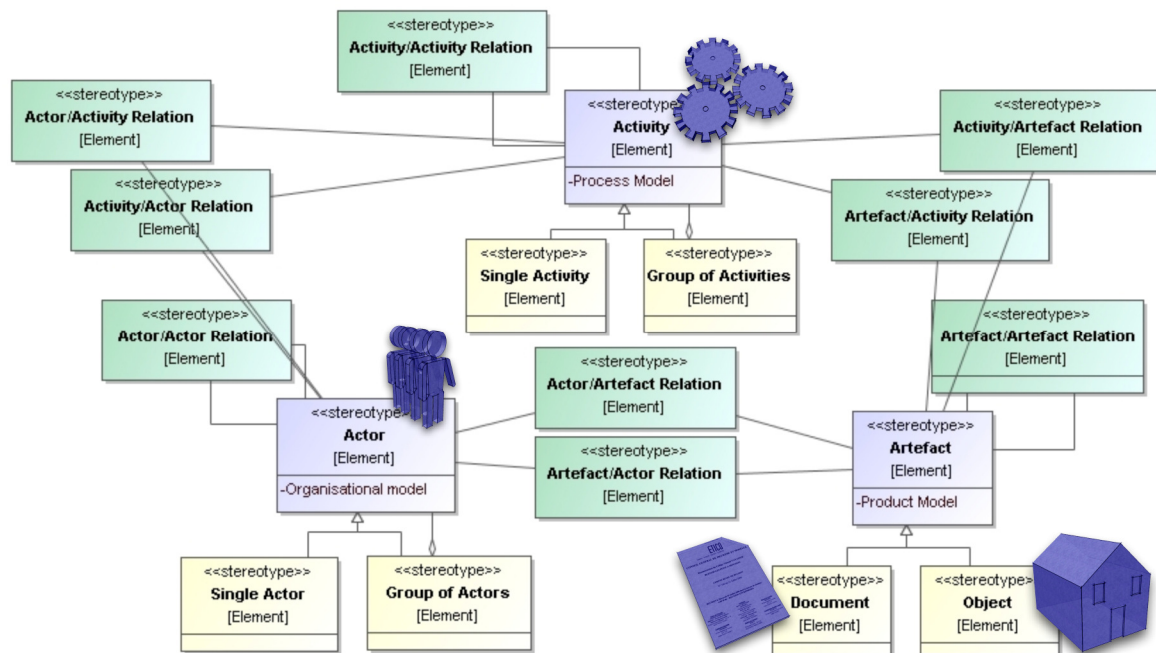 <<stereotype>>
Activity/Activity Relation
[Element]
<<stereotype>>
Actor/Activity Relation
[Element]
<<stereotype>>
Activity
[Element]
-Process Model
<<stereotype>>
Activity/Artefact Relation
[Element]
<<stereotype>>
Activity/Actor Relation
[Element]
<<stereotype>>
Artefact/Activity Relation
[Element]
<<stereotype>>
Single Activity
[Element]
<<stereotype>>
Group of Activities
[Element]
<<stereotype>>
Actor/Actor Relation
[Element]
<<stereotype>>
Artefact/Artefact Relation
[Element]
<<stereotype>>
Actor/Artefact Relation
[Element]
<<stereotype>>
Actor
[Element]
-Organisational model
<<stereotype>>
Artefact/Actor Relation
[Element]
<<stereotype>>
Artefact
[Element]
-Product Model
<<stereotype>>
Single Actor
[Element]
<<stereotype>>
Group of Actors
[Element]
<<stereotype>>
Document
[Element]
<<stereotype>>
Object
[Element]